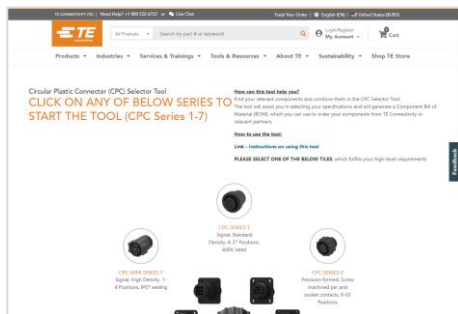 TE CONNECTIVITY (TEL) | Need Help? +1 800 522 6752 or Live Chat
Track Your Order | English (EN) | United States ($USD)
TE
All Products Search by part # or keyword
Login/Register
My Account
Cart
Products Industries Services & Trainings Tools & Resources About TE Sustainability Shop TE Store
Circular Plastic Connector (CPC) Selector Tool
CLICK ON ANY OF BELOW SERIES TO
START THE TOOL (CPC Series 1-7)
How can this tool help you?
Find your relevant components and combine them in the CPC Selector Tool.
The tool will assist you in selecting your specifications and will generate a Component Bill of
Material (BOM), which you can use to order your components from TE Connectivity or
relevant partners.
How to use the tool:
Link - Instructions on using this tool
PLEASE SELECT ONE OF THE BELOW TILES, which fulfills your high-level requirements
Feedback
CPC SERIES 1
Signal, Standard
Density, 4-37 Positions,
600V rated
CPC MINI SERIES 7
Signal, High Density, 1-
4 Positions, IP67 sealing
CPC SERIES 2
Precision Formed, Screw
machined pin and
socket contacts, 8-63
Positions